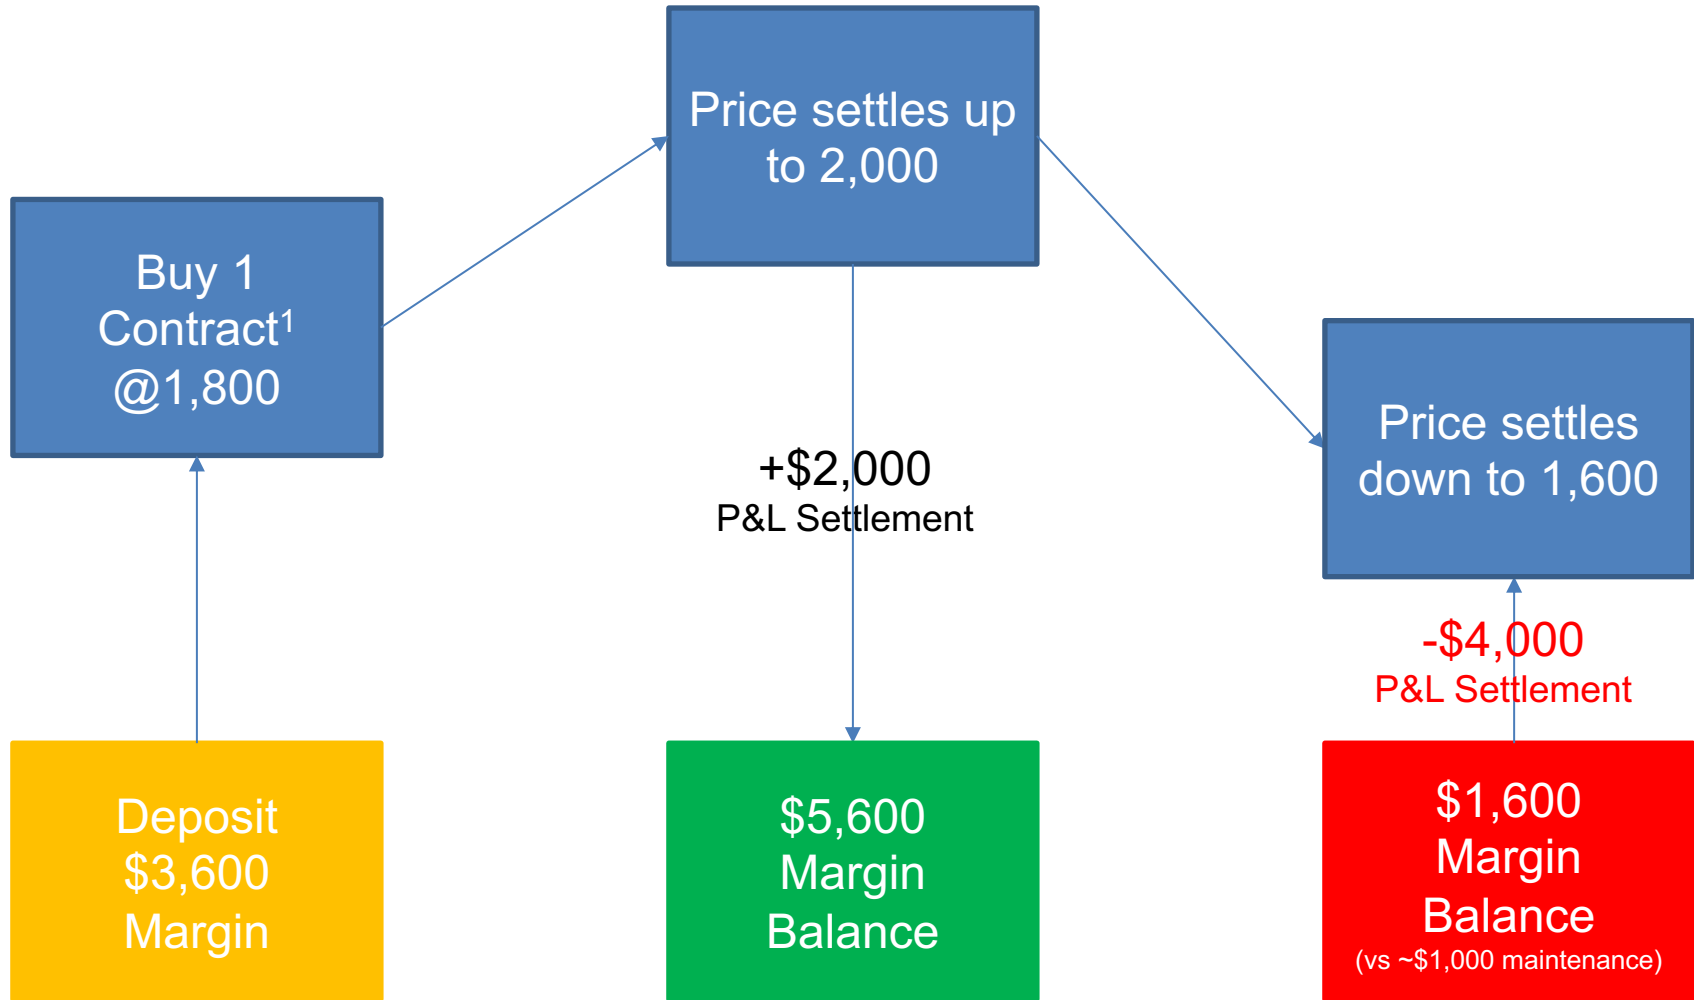 Buy 1
Contract¹
@1,800
Price settles up
to 2,000
Price settles
down to 1,600
+$2,000
P&L Settlement
-$4,000
P&L Settlement
Deposit
$3,600
Margin
$5,600
Margin
Balance
$1,600
Margin
Balance
(vs ~$1,000 maintenance)